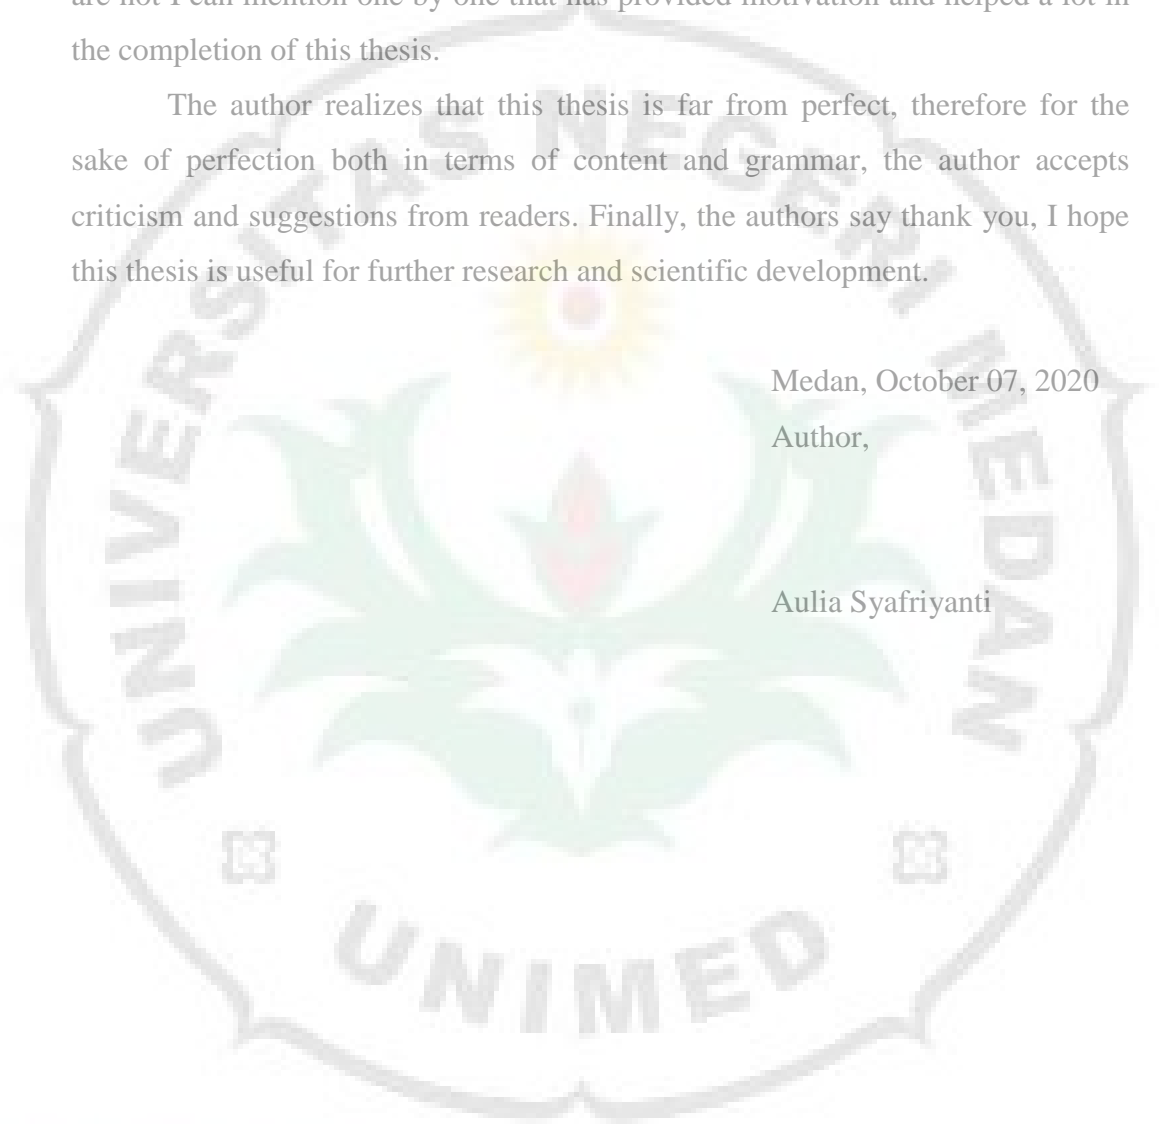 are not I can mention one by one that has provided motivation and helped a lot in
the completion of this thesis.
The author realizes that this thesis is far from perfect, therefore for the
sake of perfection both in terms of content and grammar, the author accepts
criticism and suggestions from readers. Finally, the authors say thank you, I hope
this thesis is useful for further research and scientific development.
Medan, October 07, 2020
Author,
Aulia Syafriyanti
UNIVERSITAS NEGERI MEDAN
UNIMED